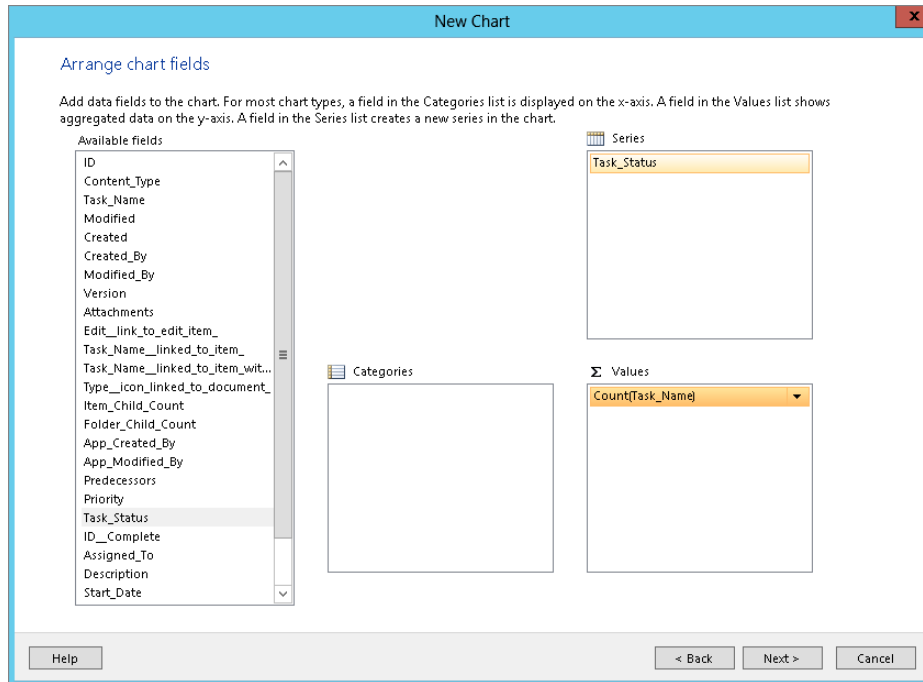 New Chart
x
Arrange chart fields
Add data fields to the chart. For most chart types, a field in the Categories list is displayed on the x-axis. A field in the Values list shows
aggregated data on the y-axis. A field in the Series list creates a new series in the chart.
Available fields
ID
Content_Type
Task_Name
Modified
Created
Created_By
Modified_By
Version
Attachments
Edit__link_to_edit_item_
Task_Name__linked_to_item_
Task_Name__linked_to_item_wit...
Type__icon_linked_to_document_
Item_Child_Count
Folder_Child_Count
App_Created_By
App_Modified_By
Predecessors
Priority
Task_Status
ID__Complete
Assigned_To
Description
Start_Date
Series
Task_Status
Categories
Σ Values
Count(Task_Name)
Help
< Back
Next >
Cancel